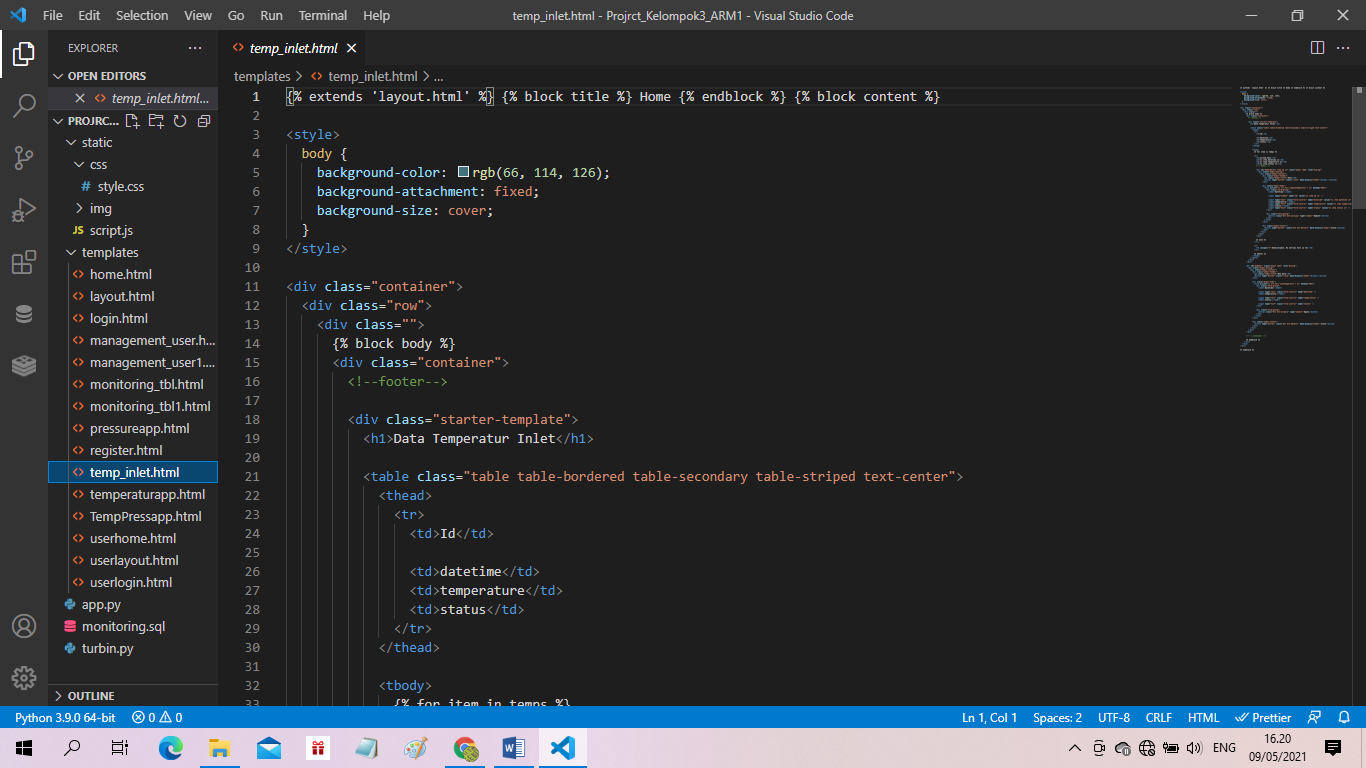 File Edit Selection View Go Run Terminal Help
temp_inlet.html - Projrct_Kelompok3_ARM1 - Visual Studio Code
EXPLORER
OPEN EDITORS
temp_inlet.html...
PROJRC...
static
css
# style.css
img
JS script.js
templates
home.html
layout.html
login.html
management_user.h...
management_user1....
monitoring_tbl.html
monitoring_tbl1.html
pressureapp.html
register.html
temp_inlet.html
temperaturapp.html
TempPressapp.html
userhome.html
userlayout.html
userlogin.html
app.py
monitoring.sql
turbin.py
OUTLINE
temp_inlet.html
templates > temp_inlet.html > ...
1 {% extends 'layout.html' %} {% block title %} Home {% endblock %} {% block content %}
2
3 <style>
4 body {
5 background-color: rgb(66, 114, 126);
6 background-attachment: fixed;
7 background-size: cover;
8 }
9 </style>
10
11 <div class="container">
12 <div class="row">
13 <div class="">
14 {% block body %}
15 <div class="container">
16 <!--footer-->
17
18 <div class="starter-template">
19 <h1>Data Temperatur Inlet</h1>
20
21 <table class="table table-bordered table-secondary table-striped text-center">
22 <thead>
23 <tr>
24 <td>Id</td>
25
26 <td>datetime</td>
27 <td>temperature</td>
28 <td>status</td>
29 </tr>
30 </thead>
31
32 <tbody>
33 {% for item in temps %}
Python 3.9.0 64-bit 0 0 Ln 1, Col 1 Spaces: 2 UTF-8 CRLF HTML Prettier
ENG
16.20
09/05/2021